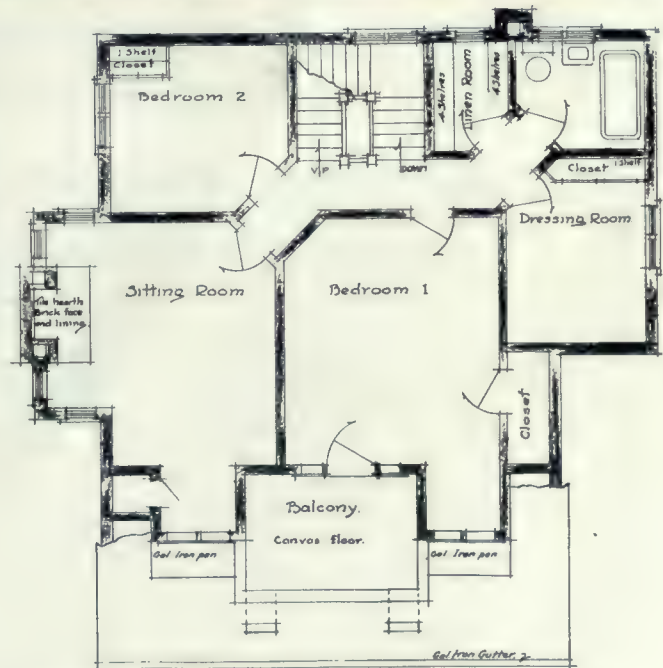 1 Shelf
Closet
Bedroom 2
4 Shelves
Linen Room
4 Shelves
UP
DOWN
Closet
1 Shelf
Dressing Room
Sitting Room
Bedroom 1
Tile hearth
Brick face
and lining
Closet
Balcony.
Canvas floor.
Gal Iron pan
Gal Iron pan
Gal Iron Gutter.